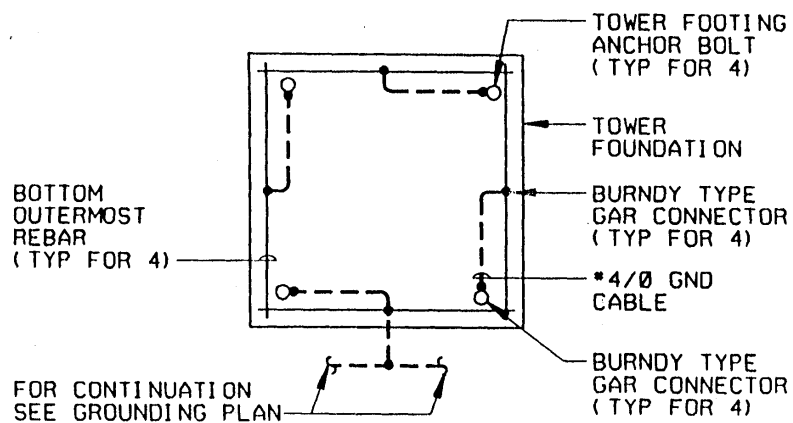 TOWER FOOTING
ANCHOR BOLT
(TYP FOR 4)
TOWER
FOUNDATION
BOTTOM
OUTERMOST
REBAR
(TYP FOR 4)
BURNDY TYPE
GAR CONNECTOR
(TYP FOR 4)
#4/Ø GND
CABLE
BURNDY TYPE
GAR CONNECTOR
(TYP FOR 4)
FOR CONTINUATION
SEE GROUNDING PLAN